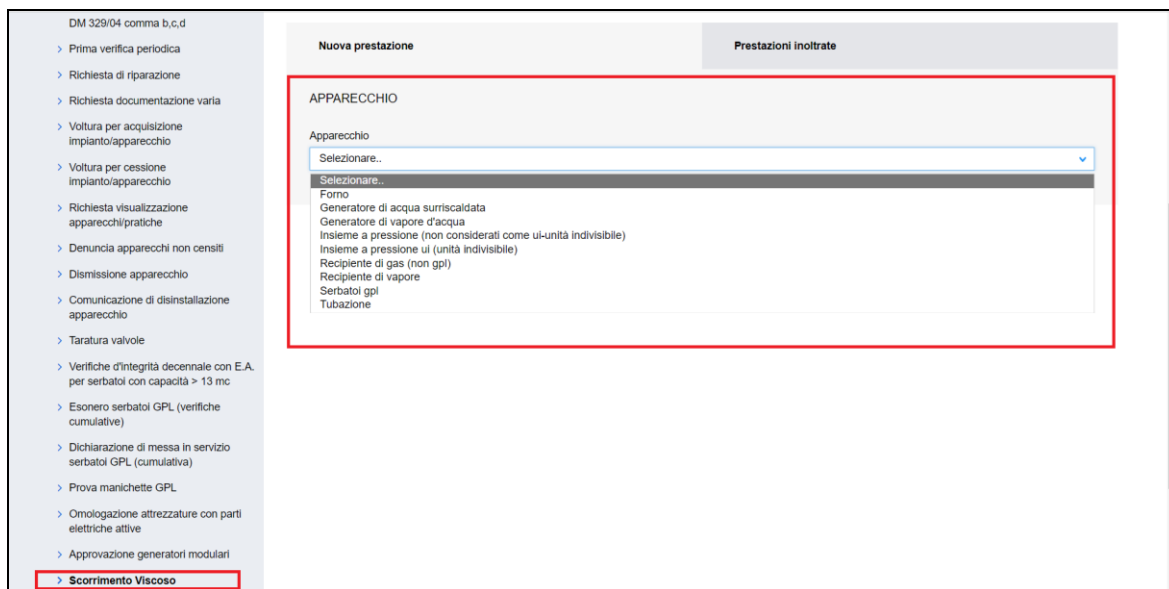 DM 329/04 comma b,c,d
Prima verifica periodica
Richiesta di riparazione
Richiesta documentazione varia
Voltura per acquisizione
impianto/apparecchio
Voltura per cessione
impianto/apparecchio
Richiesta visualizzazione
apparecchi/pratiche
Denuncia apparecchi non censiti
Dismissione apparecchio
Comunicazione di disinstallazione
apparecchio
Taratura valvole
Verifiche d'integrità decennale con E.A.
per serbatoi con capacità > 13 mc
Esonero serbatoi GPL (verifiche
cumulative)
Dichiarazione di messa in servizio
serbatoi GPL (cumulativa)
Prova manichette GPL
Omologazione attrezzature con parti
elettriche attive
Approvazione generatori modulari
Scorrimento Viscoso
Nuova prestazione
Prestazioni inoltrate
APPARECCHIO
Apparecchio
Selezionare..
Selezionare..
Forno
Generatore di acqua surriscaldata
Generatore di vapore d'acqua
Insieme a pressione (non considerati come ui-unità indivisibile)
Insieme a pressione ui (unità indivisibile)
Recipiente di gas (non gpl)
Recipiente di vapore
Serbatoi gpl
Tubazione